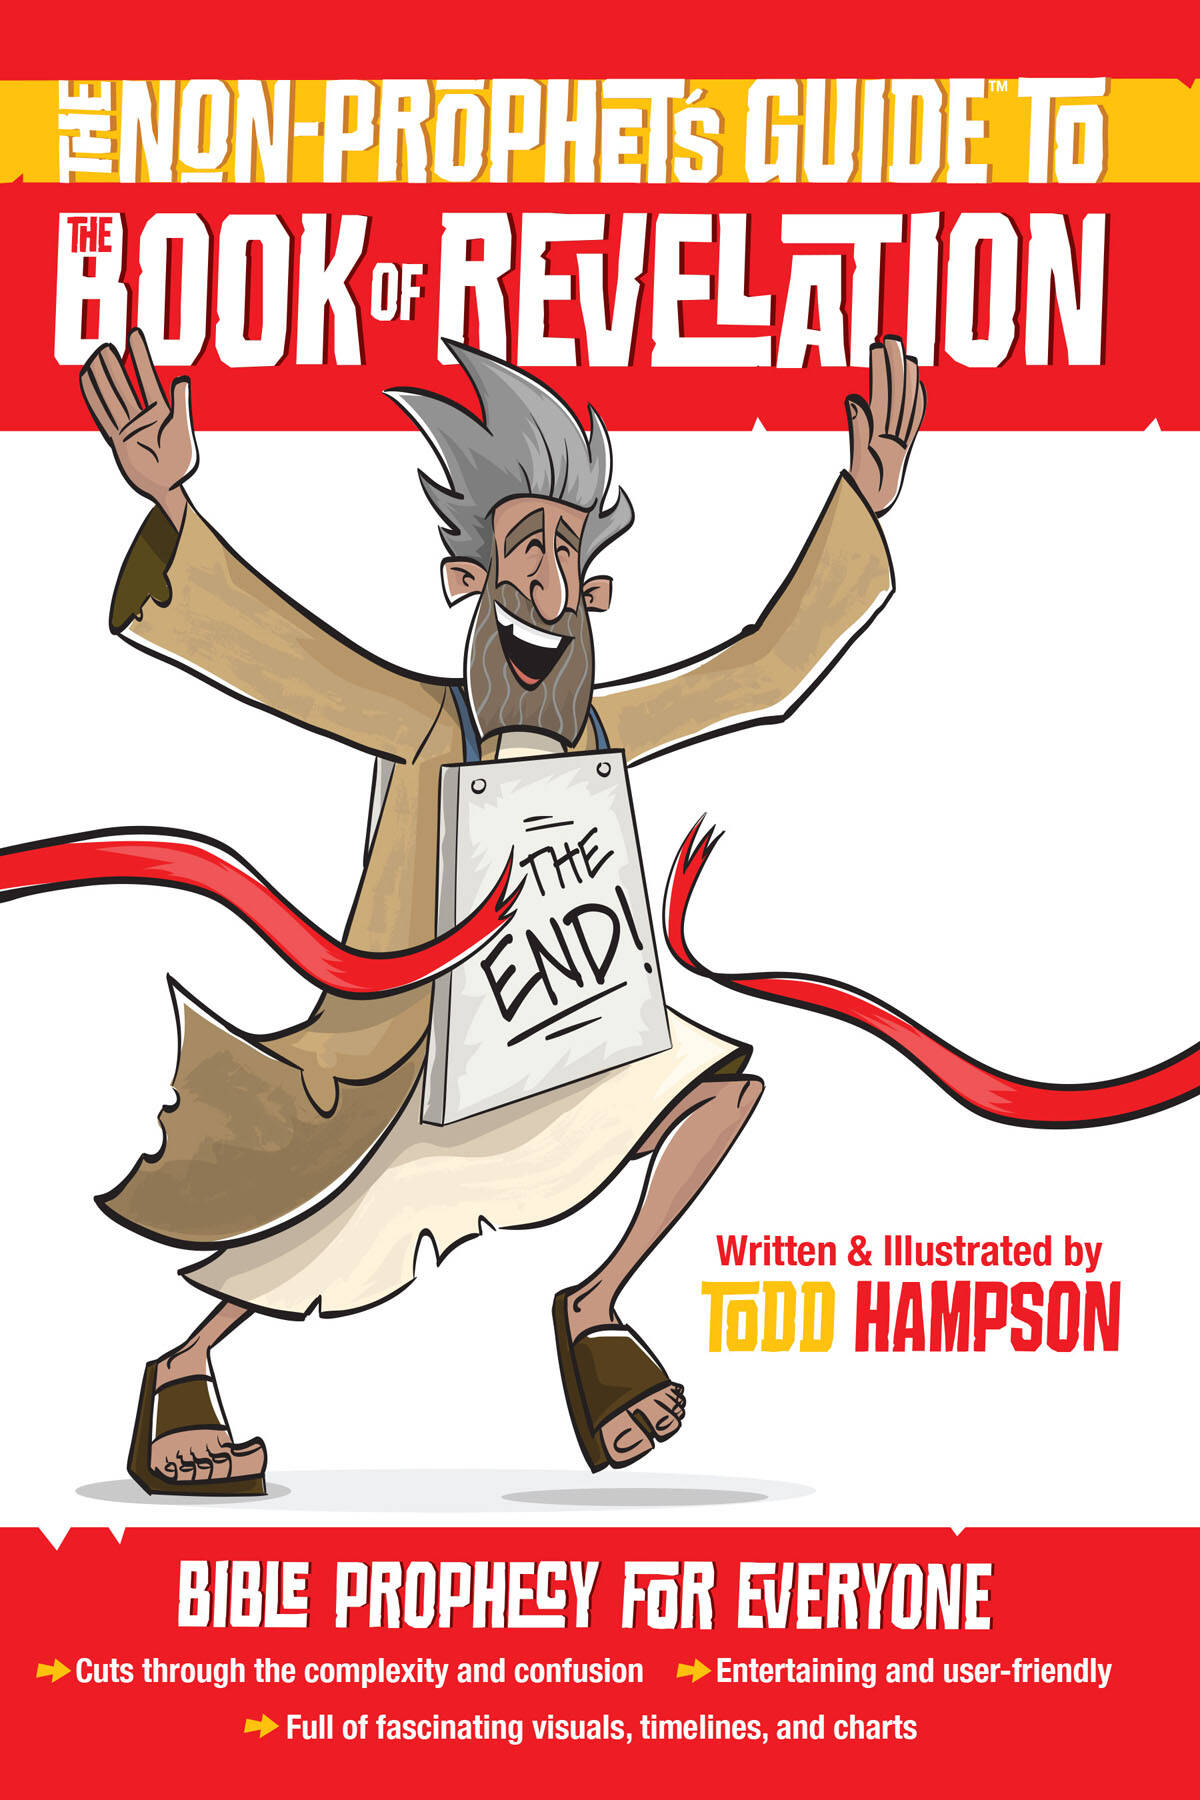 THE NON-PROPHET'S GUIDE™ TO
THE BOOK OF REVELATION
THE
END!
Written & Illustrated by
TODD HAMPSON
BIBLE PROPHECY FOR EVERYONE
Cuts through the complexity and confusion Entertaining and user-friendly
Full of fascinating visuals, timelines, and charts